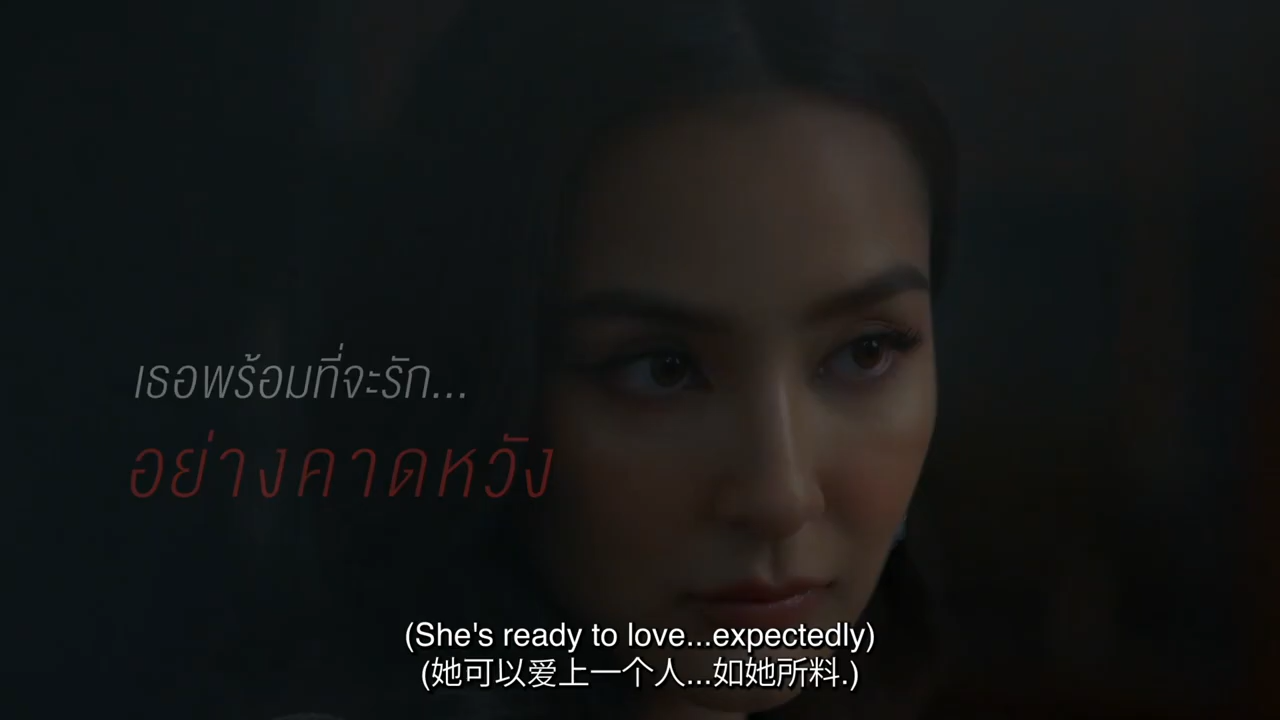 เธอพร้อมที่จะรัก...
อย่างคาดหวัง
(She's ready to love...expectedly)
(她可以爱上一个人...如她所料.)